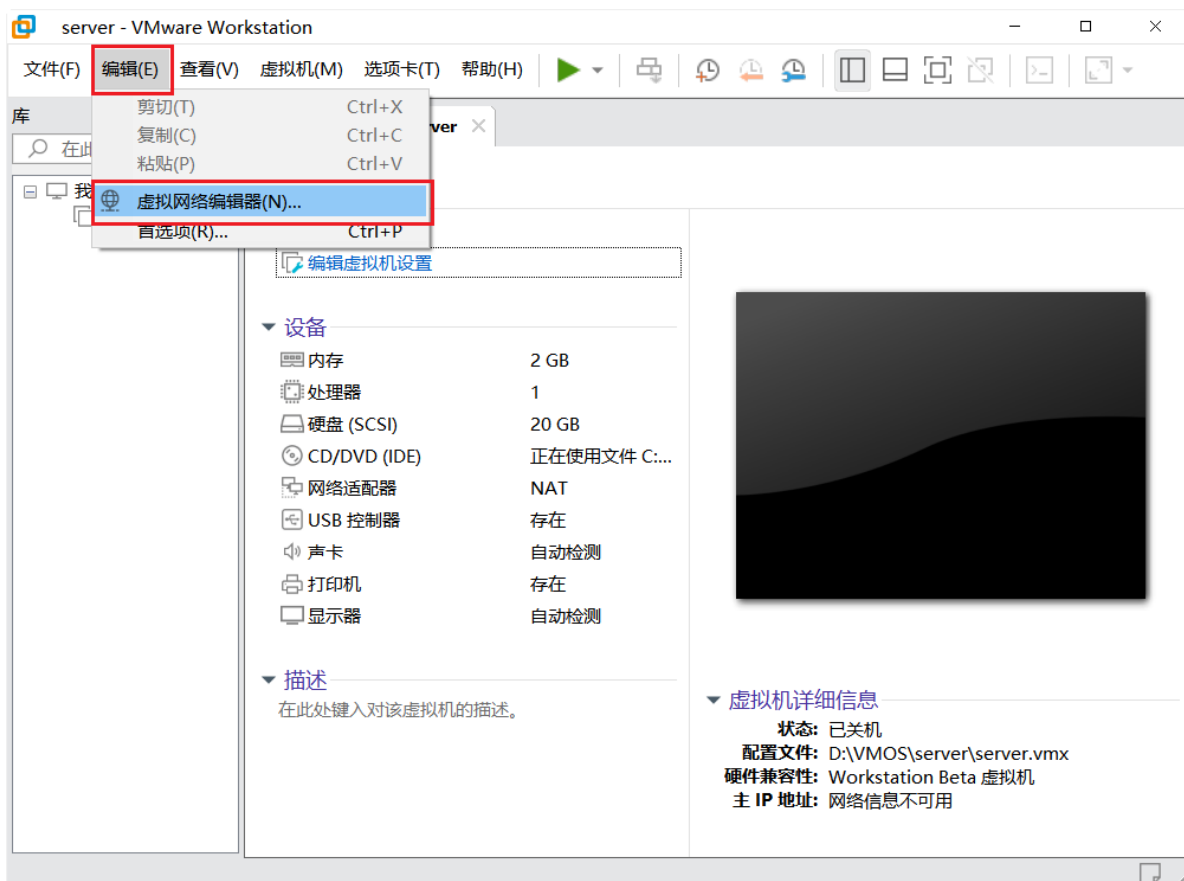 server - VMware Workstation
文件(F) 编辑(E) 查看(V) 虚拟机(M) 选项卡(T) 帮助(H)
库
剪切(T) Ctrl+X
复制(C) Ctrl+C
粘贴(P) Ctrl+V
虚拟网络编辑器(N)...
首选项(R)... Ctrl+P
在此
我
ver
编辑虚拟机设置
设备
内存 2 GB
处理器 1
硬盘 (SCSI) 20 GB
CD/DVD (IDE) 正在使用文件 C:...
网络适配器 NAT
USB 控制器 存在
声卡 自动检测
打印机 存在
显示器 自动检测
描述
在此处键入对该虚拟机的描述。
虚拟机详细信息
状态: 已关机
配置文件: D:\VMOS\server\server.vmx
硬件兼容性: Workstation Beta 虚拟机
主 IP 地址: 网络信息不可用